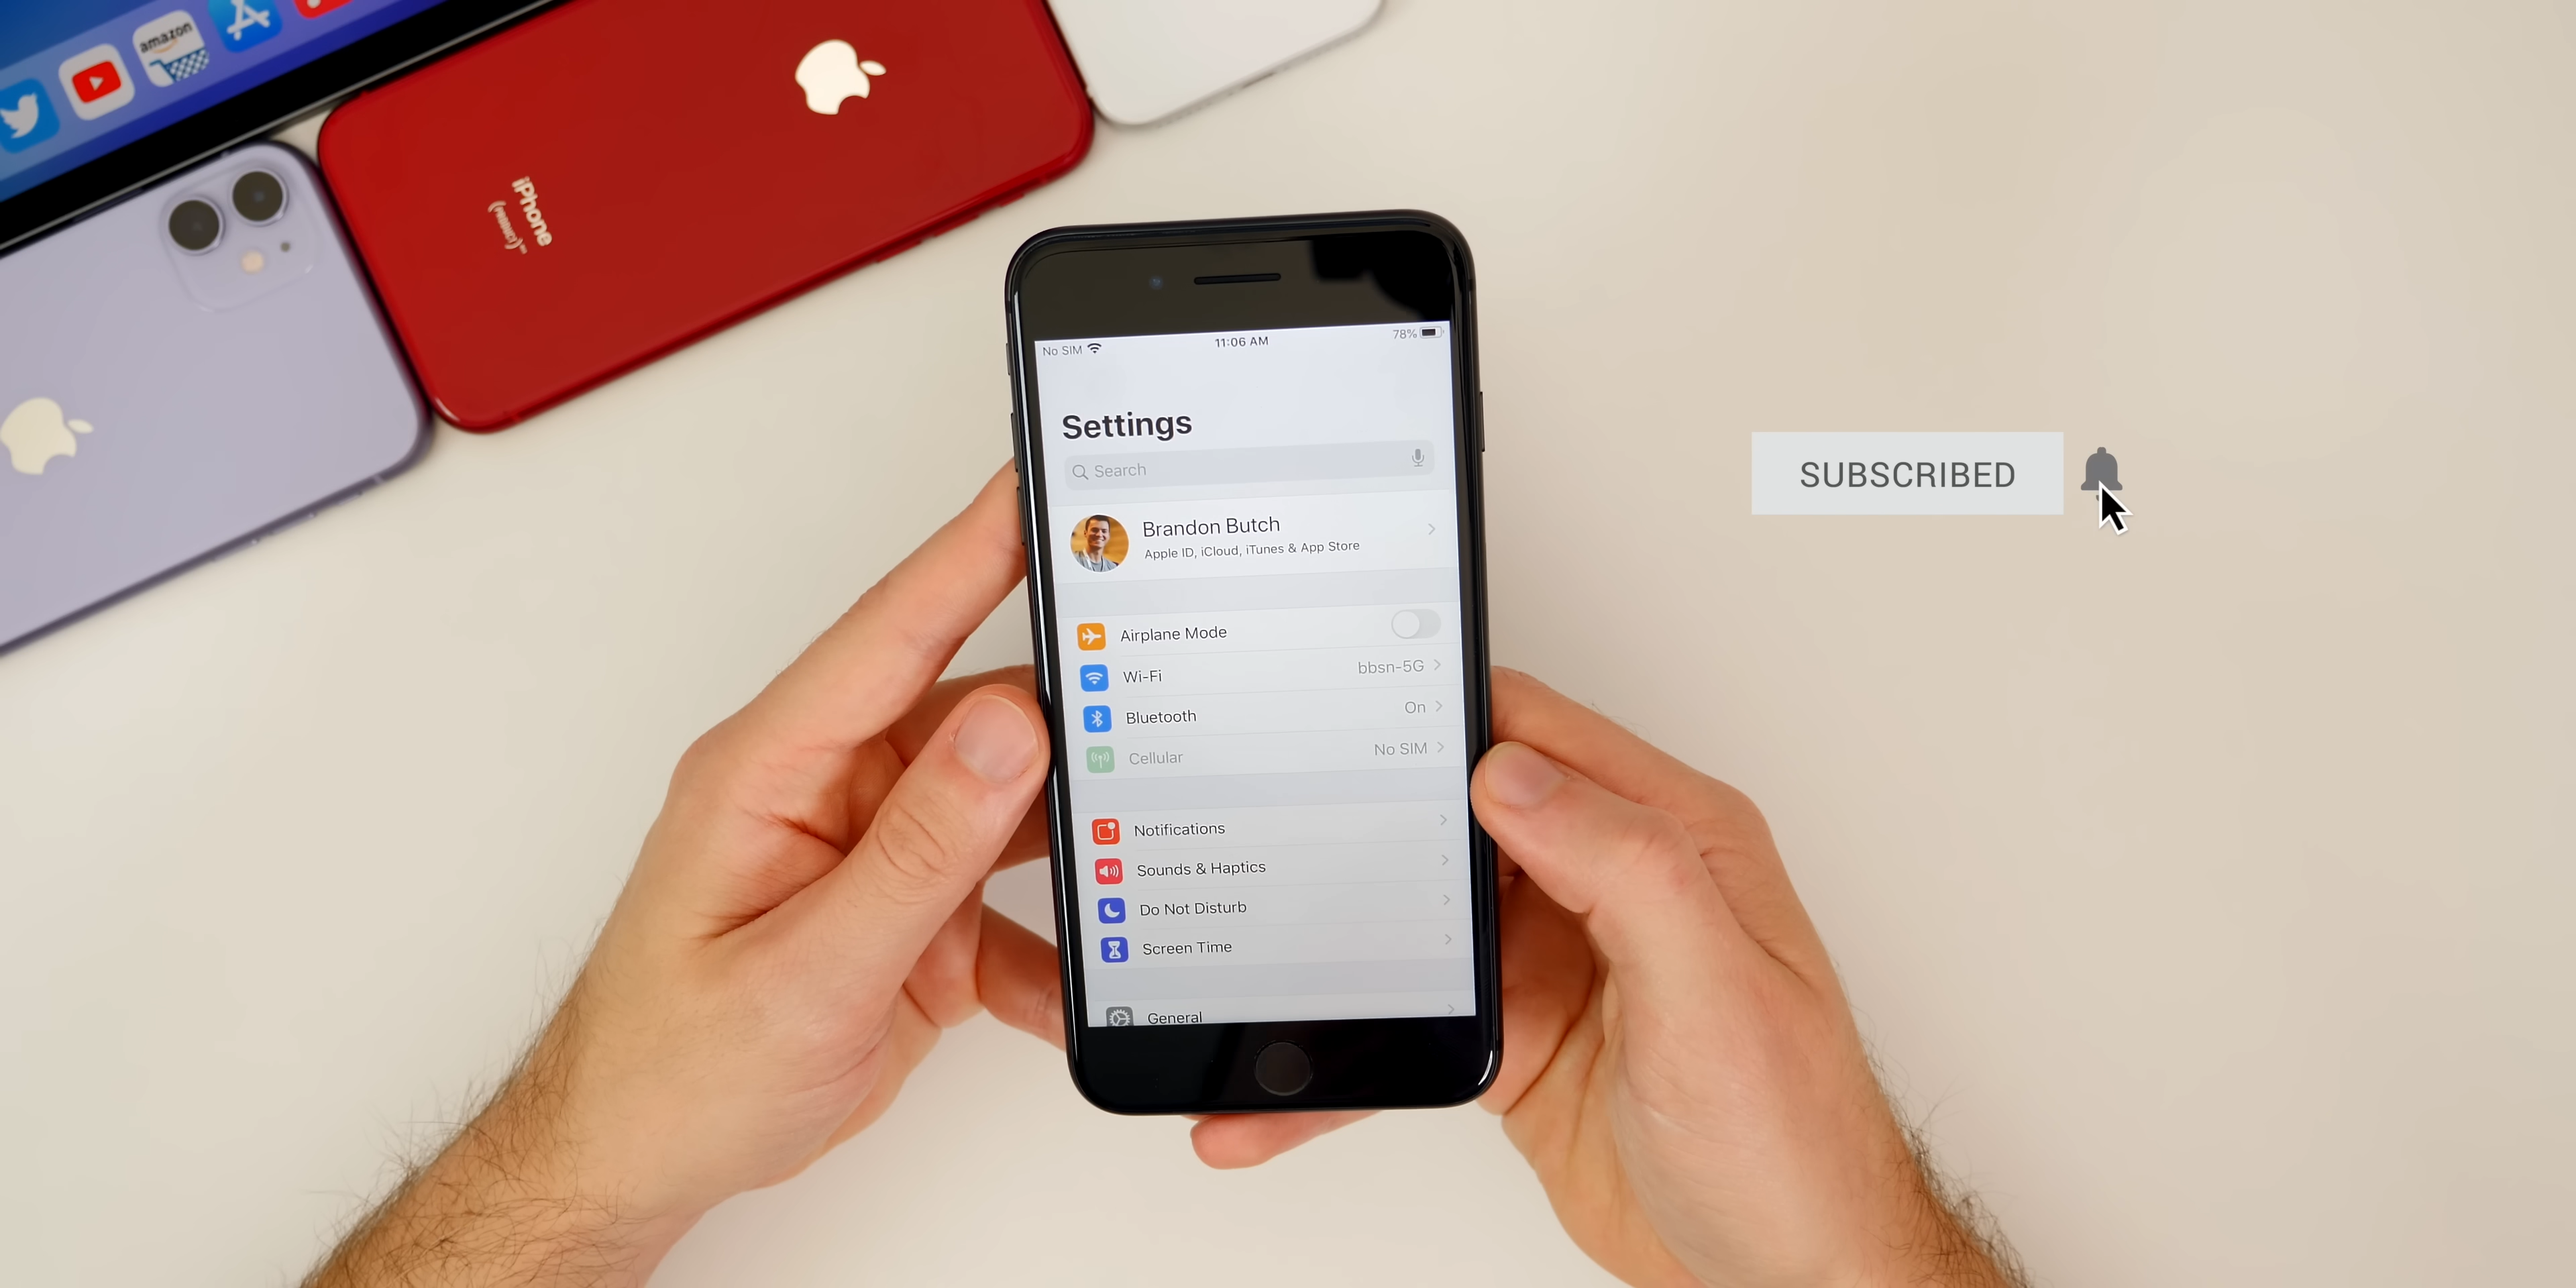 amazon
iPhone
(PRODUCT)
No SIM
11:06 AM
78%
Settings
Search
Brandon Butch
Apple ID, iCloud, iTunes & App Store
Airplane Mode
Wi-Fi
bbsn-5G
Bluetooth
On
Cellular
No SIM
Notifications
Sounds & Haptics
Do Not Disturb
Screen Time
General
SUBSCRIBED